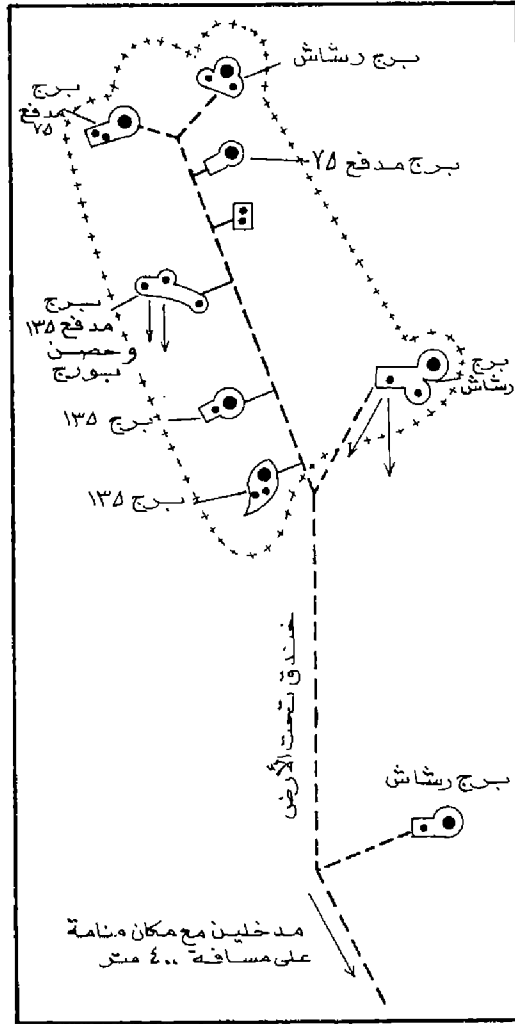 برج رشاش
برج
مدفع
٧٥
برج مدفع ٧٥
برج
مدفع ١٣٥
وحصن
بورج
برج
رشاش
برج ١٣٥
برج ١٣٥
خندق تحت الأرض
برج رشاش
مدخلين مع مكان منامة
على مسافة ٤٠٠ متر